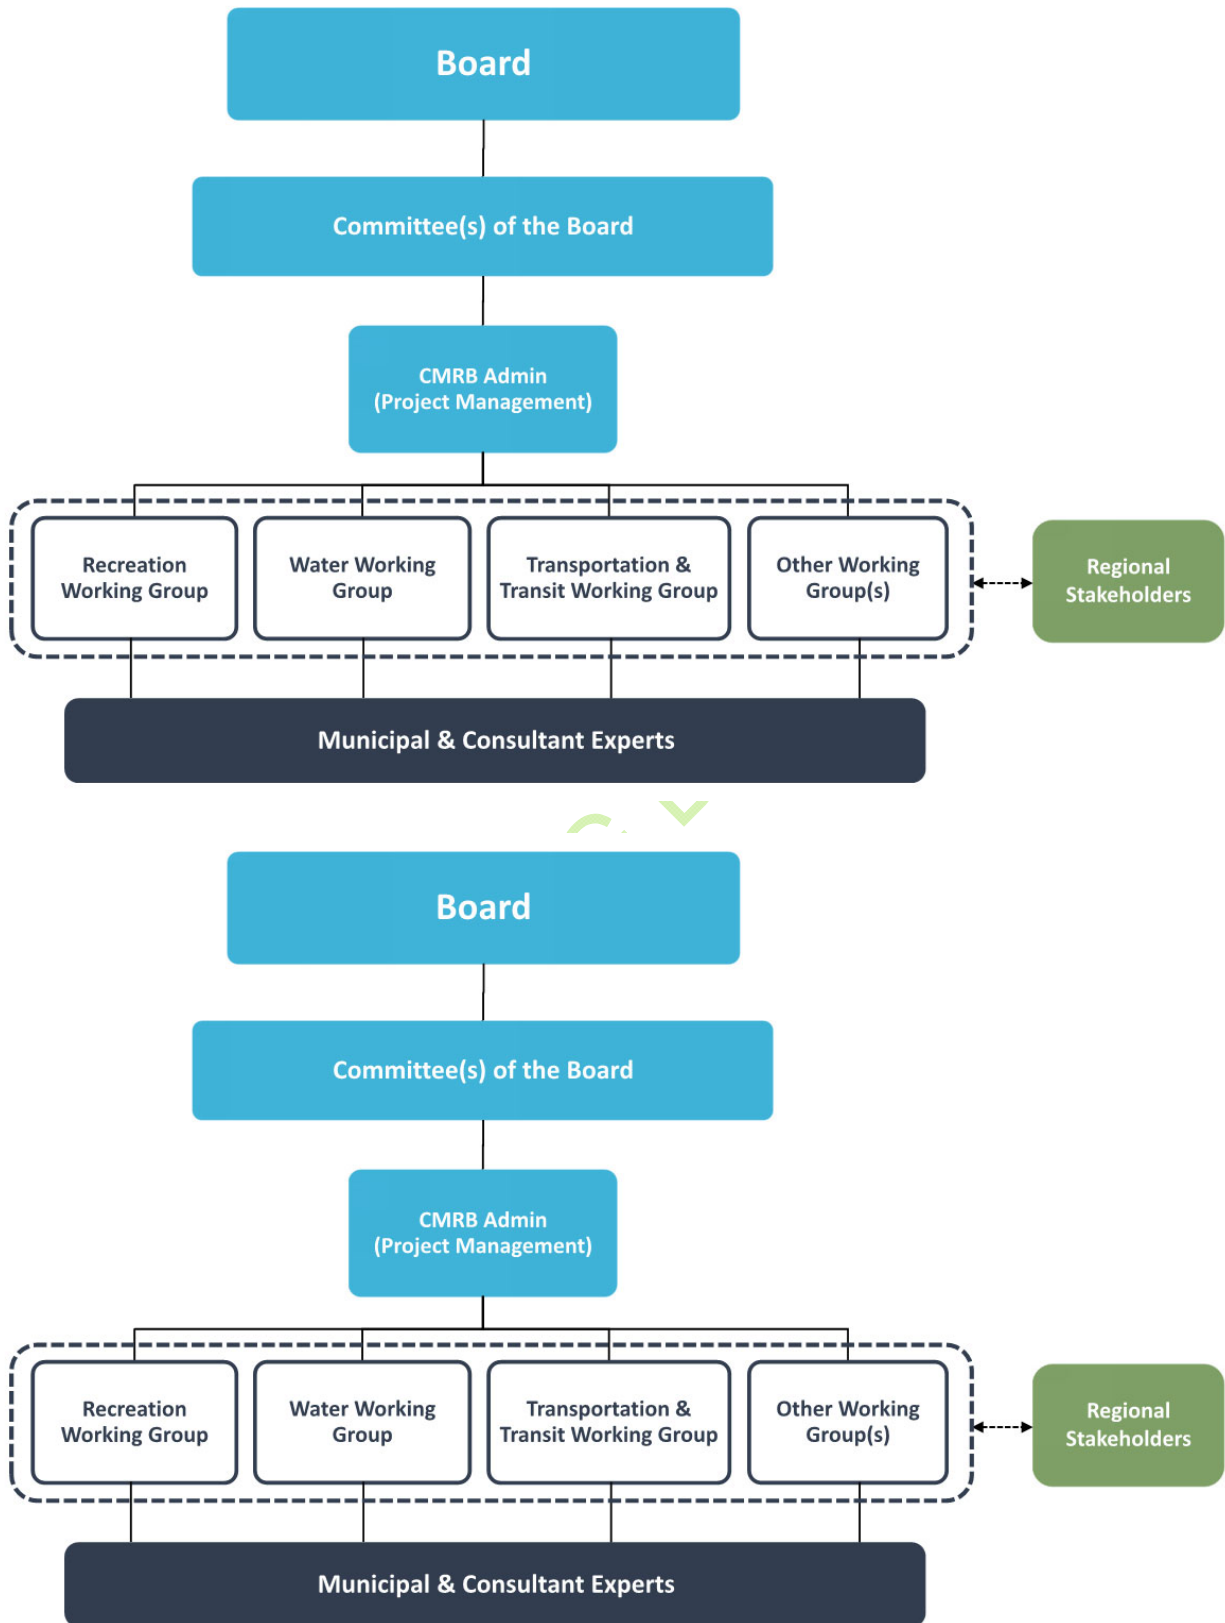 Board
Committee(s) of the Board
CMRB Admin
(Project Management)
Recreation
Working Group
Water Working
Group
Transportation &
Transit Working Group
Other Working
Group(s)
Regional
Stakeholders
Municipal & Consultant Experts
Board
Committee(s) of the Board
CMRB Admin
(Project Management)
Recreation
Working Group
Water Working
Group
Transportation &
Transit Working Group
Other Working
Group(s)
Regional
Stakeholders
Municipal & Consultant Experts